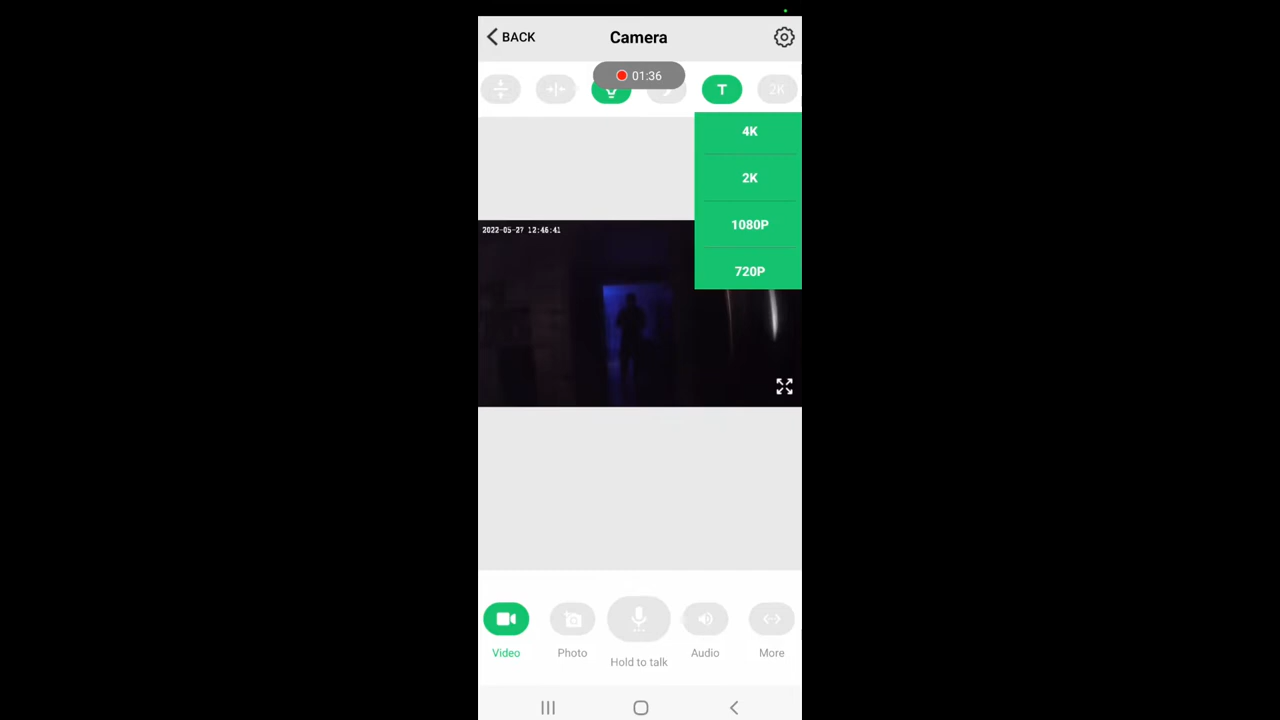 BACK
Camera
01:36
T
2K
4K
2K
1080P
720P
2022-05-27 12:46:41
Video
Photo
Hold to talk
Audio
More